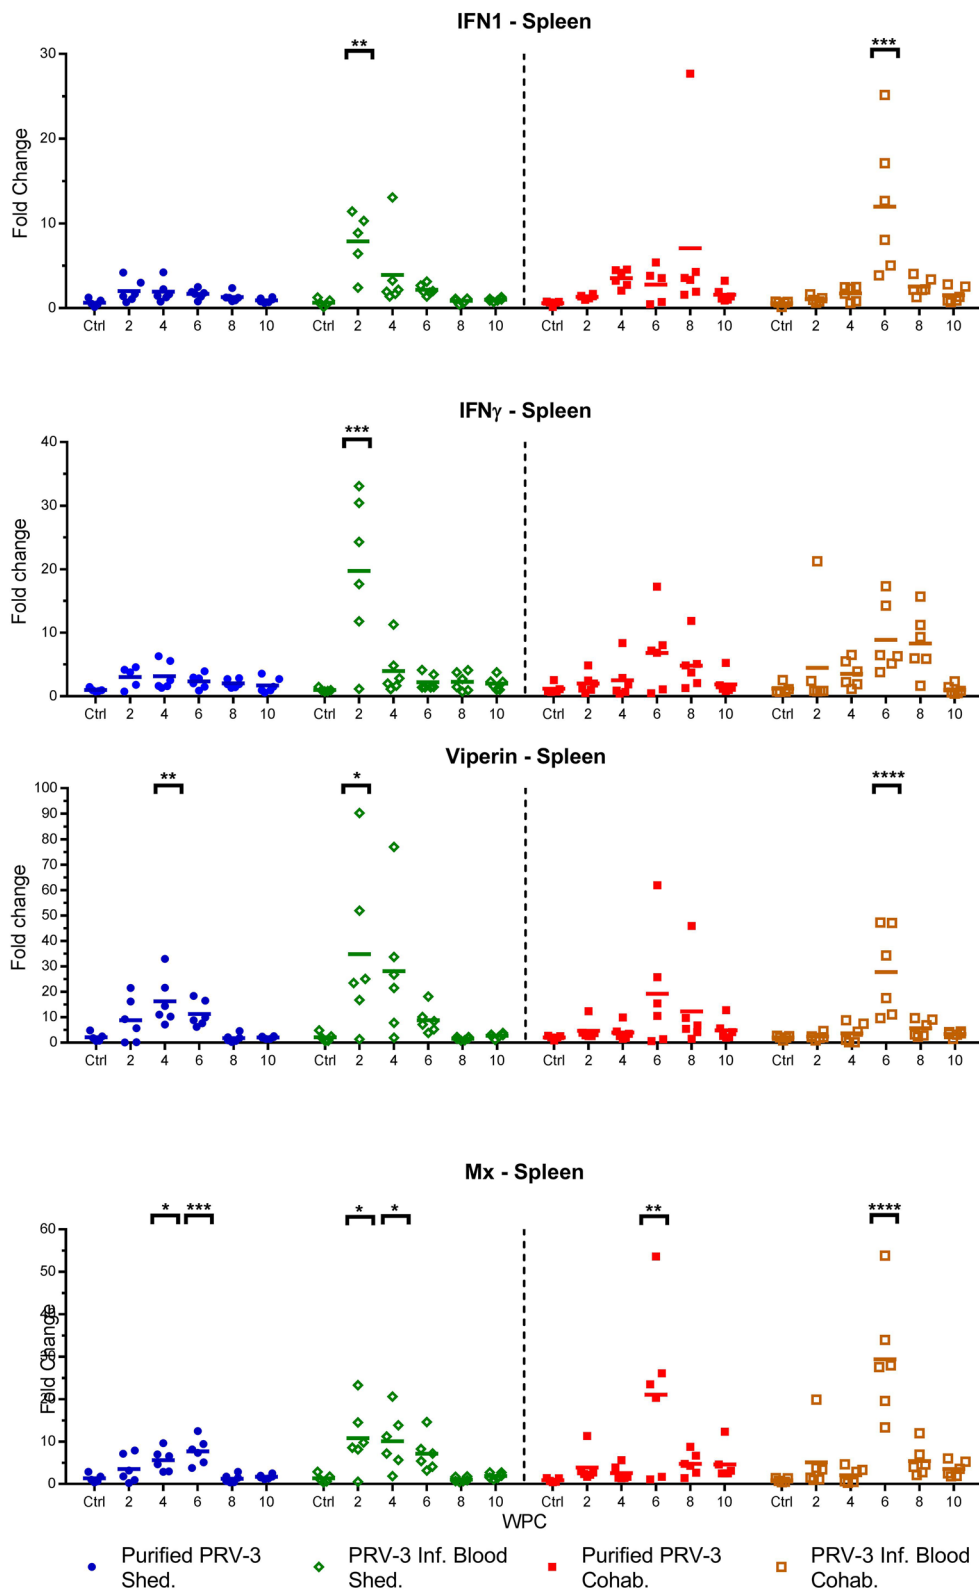 IFN1 - Spleen
** ***
30
20
10
0
Fold Change
Ctrl 2 4 6 8 10 Ctrl 2 4 6 8 10 Ctrl 2 4 6 8 10 Ctrl 2 4 6 8 10
IFNγ - Spleen
***
40
30
20
10
0
Fold change
Ctrl 2 4 6 8 10 Ctrl 2 4 6 8 10 Ctrl 2 4 6 8 10 Ctrl 2 4 6 8 10
Viperin - Spleen
** * ****
100
90
80
70
60
50
40
30
20
10
0
Fold change
Ctrl 2 4 6 8 10 Ctrl 2 4 6 8 10 Ctrl 2 4 6 8 10 Ctrl 2 4 6 8 10
Mx - Spleen
* *** * * ** ****
60
50
40
30
20
10
0
Fold Change
Ctrl 2 4 6 8 10 Ctrl 2 4 6 8 10 Ctrl 2 4 6 8 10 Ctrl 2 4 6 8 10
WPC
Purified PRV-3
Shed.
PRV-3 Inf. Blood
Shed.
Purified PRV-3
Cohab.
PRV-3 Inf. Blood
Cohab.